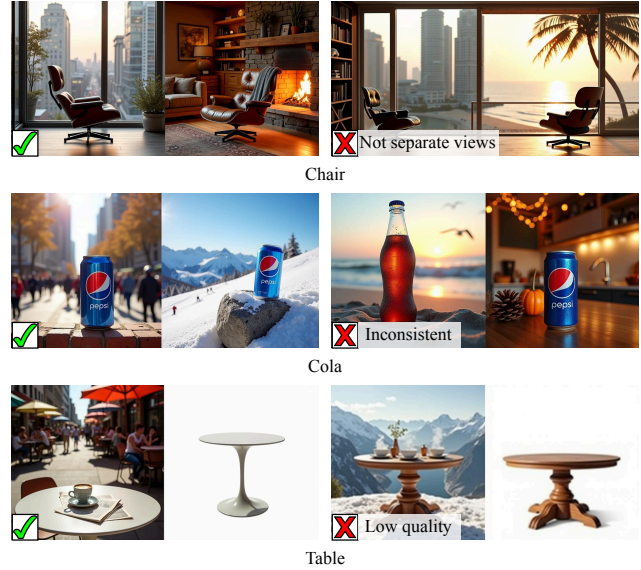 Not separate views
Chair
pepsi
pepsi
Inconsistent
pepsi
Cola
Low quality
Table